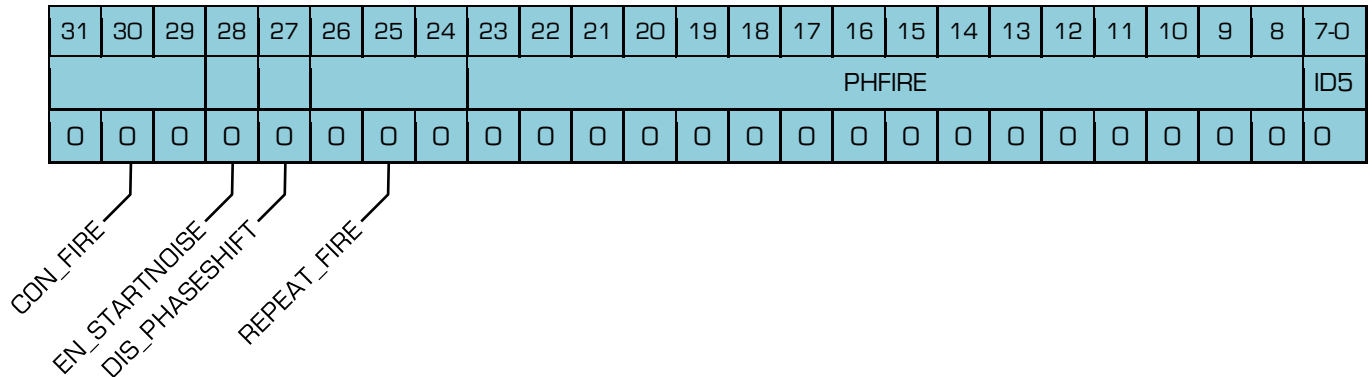 31 30 29 28 27 26 25 24 23 22 21 20 19 18 17 16 15 14 13 12 11 10 9 8 7-0
PHFIRE ID5
0 0 0 0 0 0 0 0 0 0 0 0 0 0 0 0 0 0 0 0 0 0 0 0 0
CON_FIRE
EN_STARTNOISE
DIS_PHASESHIFT
REPEAT_FIRE